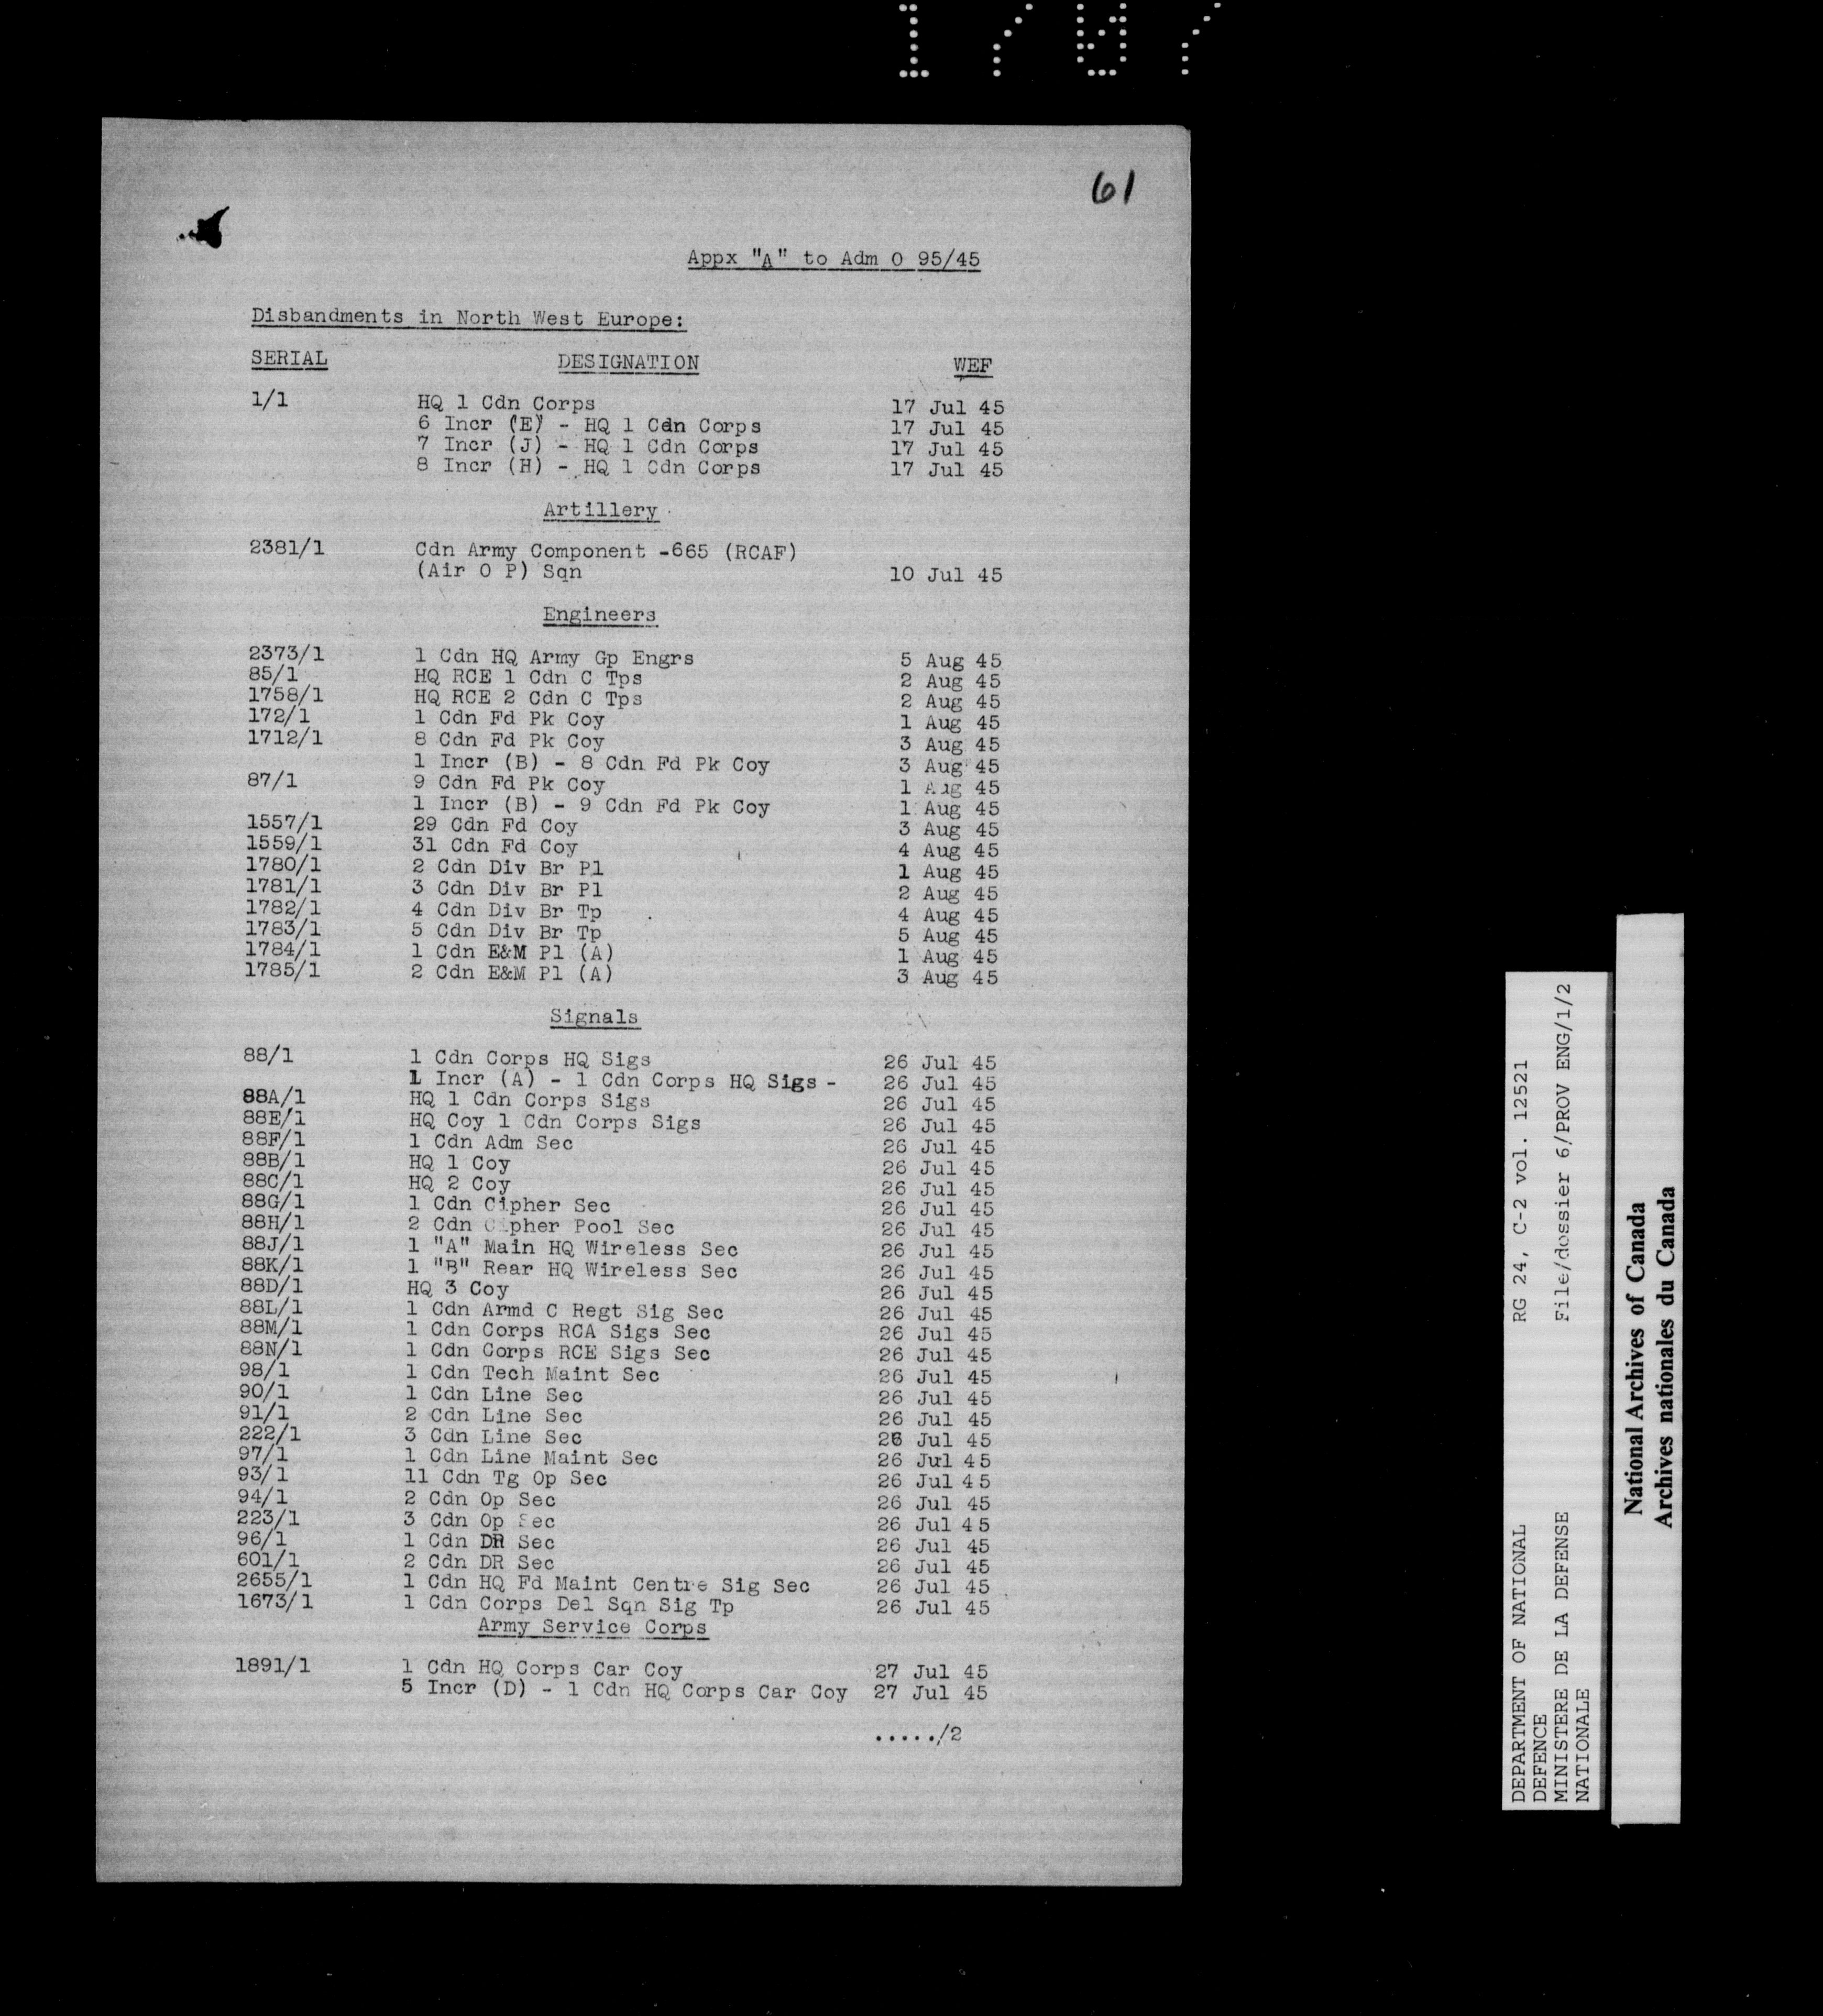 61
Appx "A" to Adm O 95/45
Disbandments in North West Europe:
SERIAL DESIGNATION WEF
1/1 HQ 1 Cdn Corps 17 Jul 45
6 Incr (E) - HQ 1 Cdn Corps 17 Jul 45
7 Incr (J) - HQ 1 Cdn Corps 17 Jul 45
8 Incr (H) - HQ 1 Cdn Corps 17 Jul 45
Artillery
2381/1 Cdn Army Component -665 (RCAF)
(Air O P) Sqn 10 Jul 45
Engineers
2373/1 1 Cdn HQ Army Gp Engrs 5 Aug 45
85/1 HQ RCE 1 Cdn C Tps 2 Aug 45
1758/1 HQ RCE 2 Cdn C Tps 2 Aug 45
172/1 1 Cdn Fd Pk Coy 1 Aug 45
1712/1 8 Cdn Fd Pk Coy 3 Aug 45
1 Incr (B) - 8 Cdn Fd Pk Coy 3 Aug 45
87/1 9 Cdn Fd Pk Coy 1 Aug 45
1 Incr (B) - 9 Cdn Fd Pk Coy 1 Aug 45
1557/1 29 Cdn Fd Coy 3 Aug 45
1559/1 31 Cdn Fd Coy 4 Aug 45
1780/1 2 Cdn Div Br Pl 1 Aug 45
1781/1 3 Cdn Div Br Pl 2 Aug 45
1782/1 4 Cdn Div Br Tp 4 Aug 45
1783/1 5 Cdn Div Br Tp 5 Aug 45
1784/1 1 Cdn E&M Pl (A) 1 Aug 45
1785/1 2 Cdn E&M Pl (A) 3 Aug 45
Signals
88/1 1 Cdn Corps HQ Sigs 26 Jul 45
1 Incr (A) - 1 Cdn Corps HQ Sigs - 26 Jul 45
88A/1 HQ 1 Cdn Corps Sigs 26 Jul 45
88E/1 HQ Coy 1 Cdn Corps Sigs 26 Jul 45
88F/1 1 Cdn Adm Sec 26 Jul 45
88B/1 HQ 1 Coy 26 Jul 45
88C/1 HQ 2 Coy 26 Jul 45
88G/1 1 Cdn Cipher Sec 26 Jul 45
88H/1 2 Cdn Cipher Pool Sec 26 Jul 45
88J/1 1 "A" Main HQ Wireless Sec 26 Jul 45
88K/1 1 "B" Rear HQ Wireless Sec 26 Jul 45
88D/1 HQ 3 Coy 26 Jul 45
88L/1 1 Cdn Armd C Regt Sig Sec 26 Jul 45
88M/1 1 Cdn Corps RCA Sigs Sec 26 Jul 45
88N/1 1 Cdn Corps RCE Sigs Sec 26 Jul 45
98/1 1 Cdn Tech Maint Sec 26 Jul 45
90/1 1 Cdn Line Sec 26 Jul 45
91/1 2 Cdn Line Sec 26 Jul 45
222/1 3 Cdn Line Sec 26 Jul 45
97/1 1 Cdn Line Maint Sec 26 Jul 45
93/1 11 Cdn Tg Op Sec 26 Jul 45
94/1 2 Cdn Op Sec 26 Jul 45
223/1 3 Cdn Op Sec 26 Jul 45
96/1 1 Cdn DR Sec 26 Jul 45
601/1 2 Cdn DR Sec 26 Jul 45
2655/1 1 Cdn HQ Fd Maint Centre Sig Sec 26 Jul 45
1673/1 1 Cdn Corps Del Sqn Sig Tp 26 Jul 45
Army Service Corps
1891/1 1 Cdn HQ Corps Car Coy 27 Jul 45
5 Incr (D) - 1 Cdn HQ Corps Car Coy 27 Jul 45
...../2
DEPARTMENT OF NATIONAL RG 24, C-2 vol. 12521
DEFENCE
MINISTERE DE LA DEFENSE File/dossier 6/PROV ENG/1/2
NATIONALE
National Archives of Canada
Archives nationales du Canada